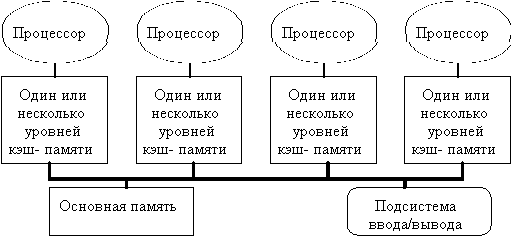 Процессор Процессор Процессор Процессор
Один или
несколько
уровней
кэш- памяти
Один или
несколько
уровней
кэш- памяти
Один или
несколько
уровней
кэш- памяти
Один или
несколько
уровней
кэш- памяти
Основная память
Подсистема
ввода/вывода